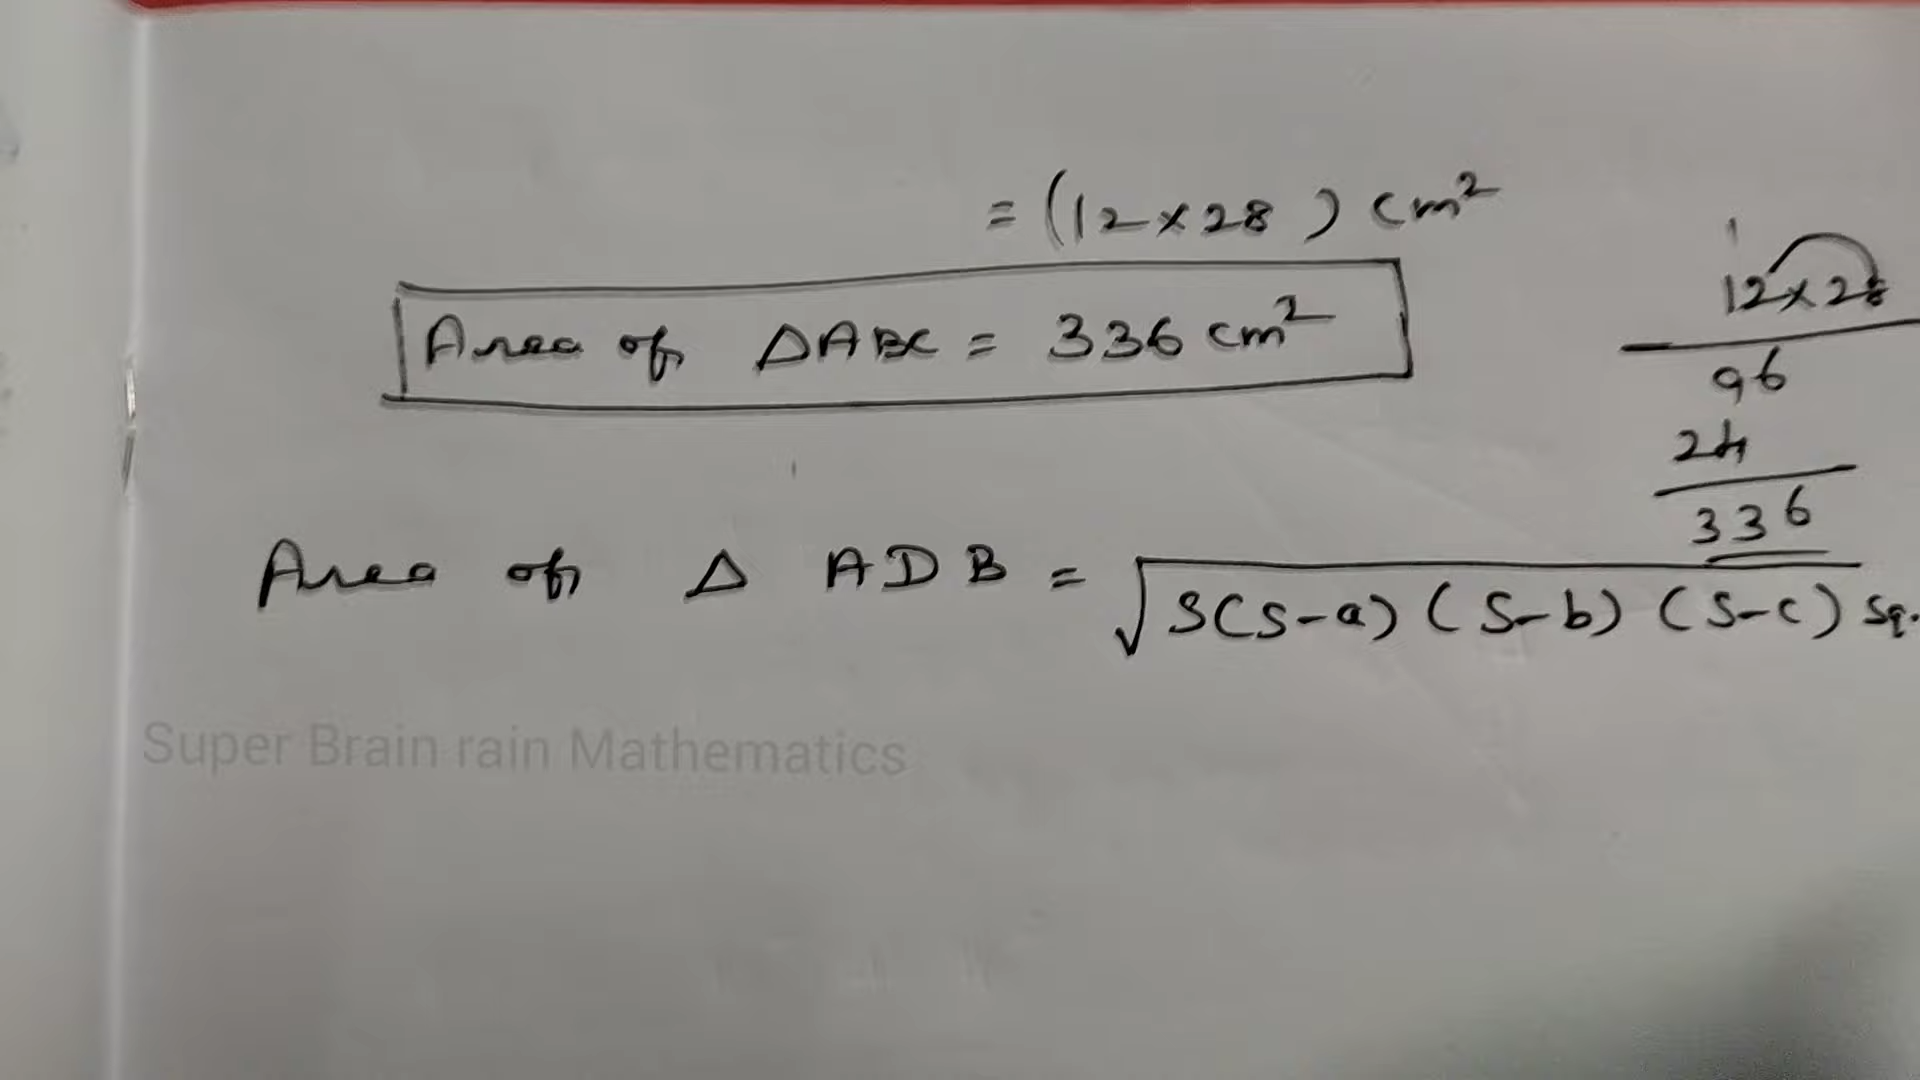 = (12×28) cm²
Area of ΔABC = 336 cm²
12×28
96
24
336
Area of Δ ADB = √S(S-a) (S-b) (S-c) Sq.
Super Brain rain Mathematics